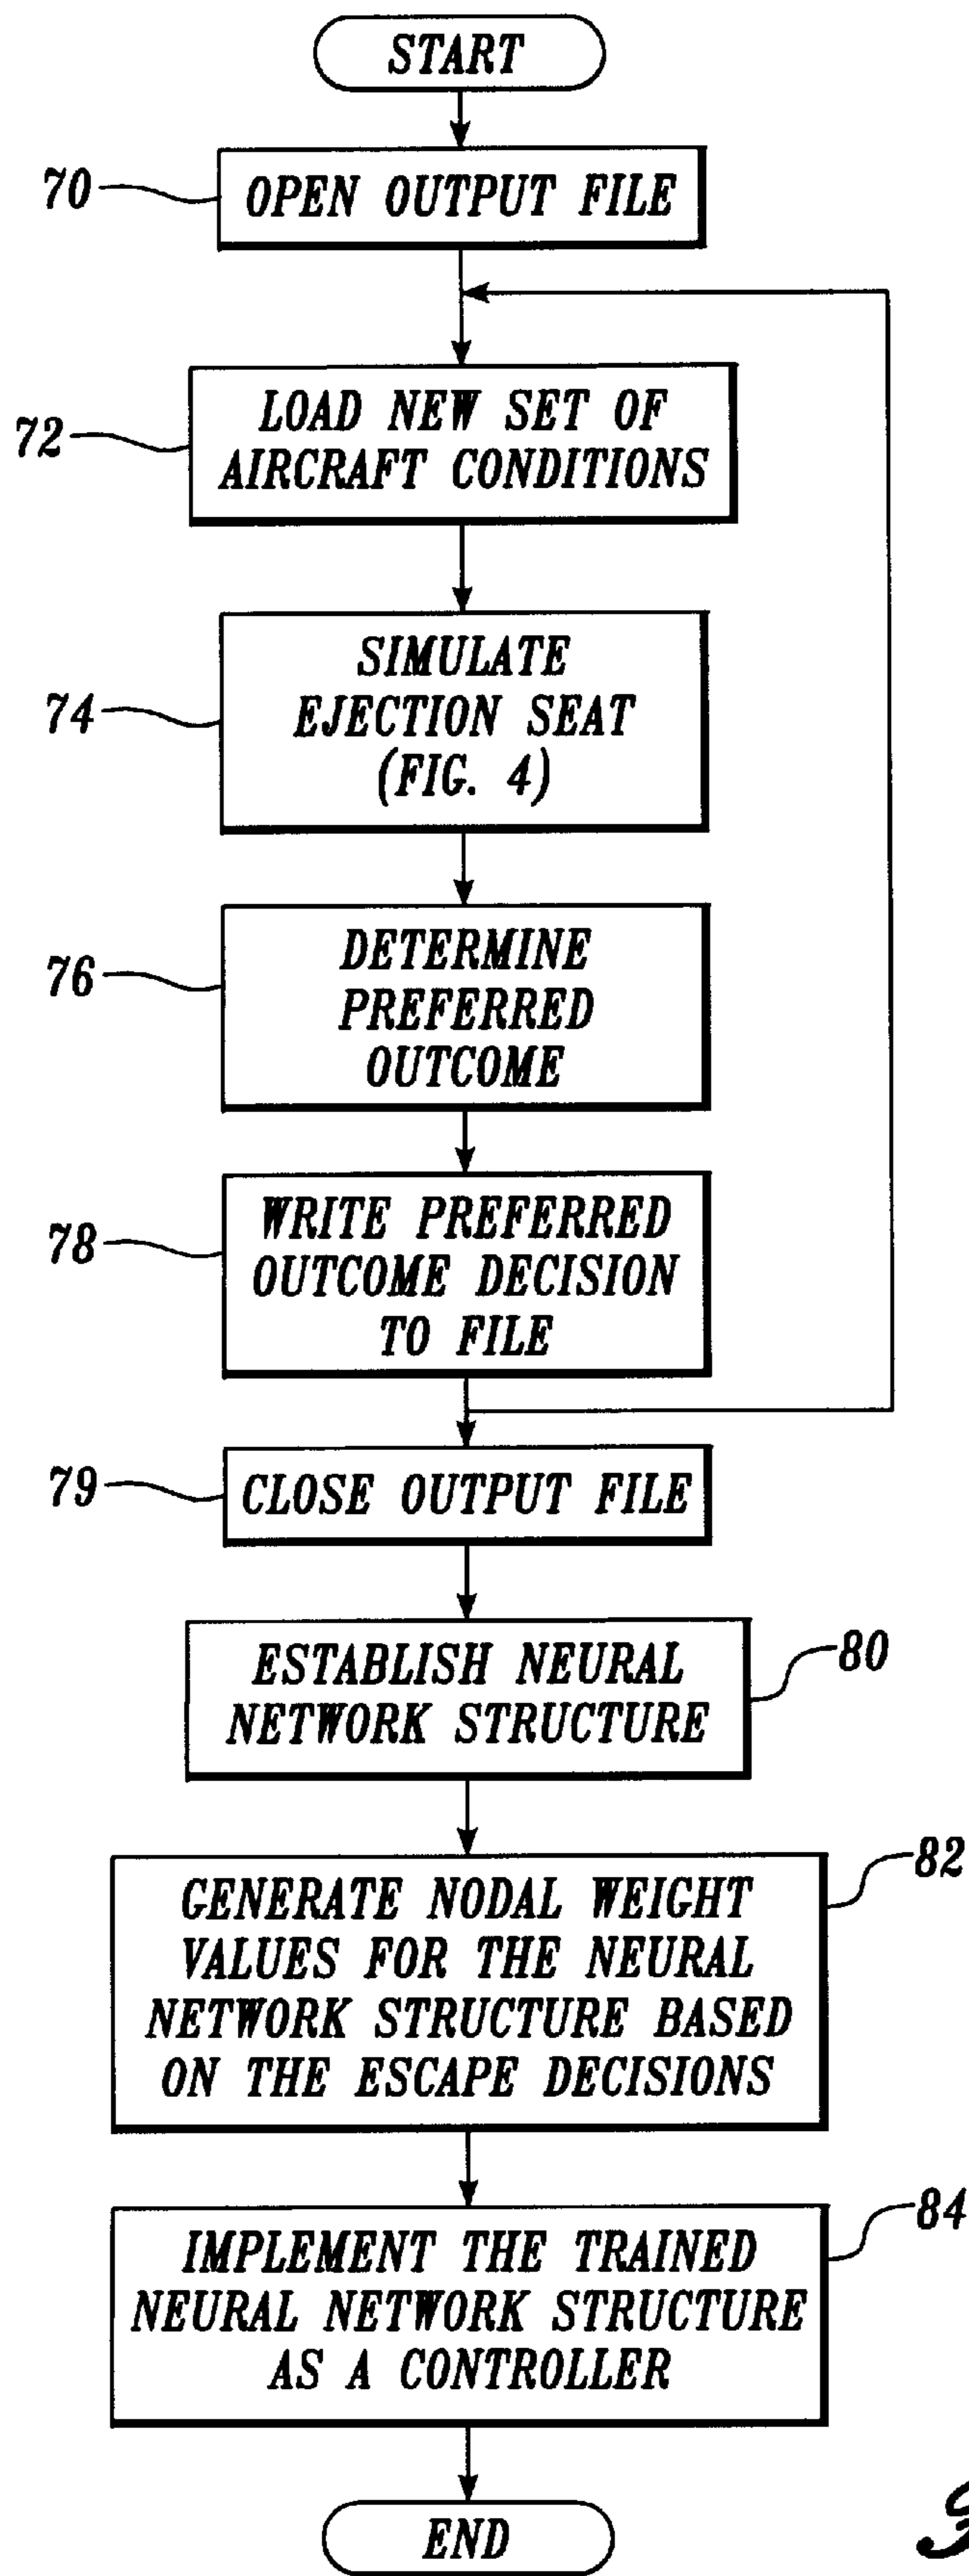 START
70
OPEN OUTPUT FILE
72
LOAD NEW SET OF
AIRCRAFT CONDITIONS
74
SIMULATE
EJECTION SEAT
(FIG. 4)
76
DETERMINE
PREFERRED
OUTCOME
78
WRITE PREFERRED
OUTCOME DECISION
TO FILE
79
CLOSE OUTPUT FILE
ESTABLISH NEURAL
NETWORK STRUCTURE
80
GENERATE NODAL WEIGHT
VALUES FOR THE NEURAL
NETWORK STRUCTURE BASED
ON THE ESCAPE DECISIONS
82
IMPLEMENT THE TRAINED
NEURAL NETWORK STRUCTURE
AS A CONTROLLER
84
END